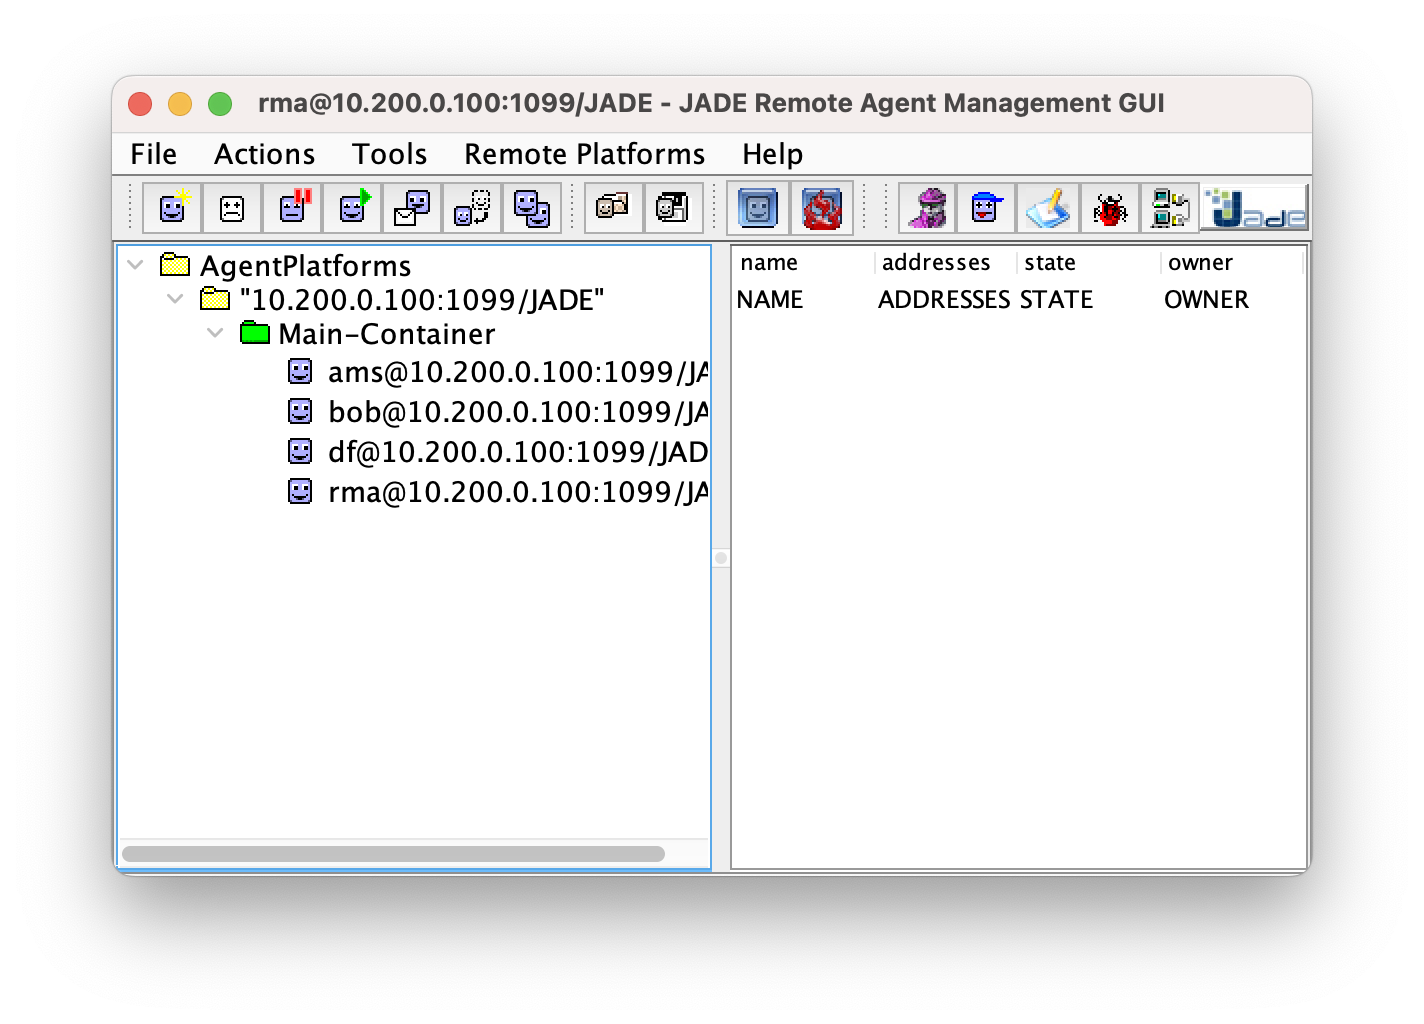 rma@10.200.0.100:1099/JADE - JADE Remote Agent Management GUI
File Actions Tools Remote Platforms Help
Jade
AgentPlatforms
"10.200.0.100:1099/JADE"
Main-Container
ams@10.200.0.100:1099/JA
bob@10.200.0.100:1099/JA
df@10.200.0.100:1099/JAD
rma@10.200.0.100:1099/JA
name addresses state owner
NAME ADDRESSES STATE OWNER